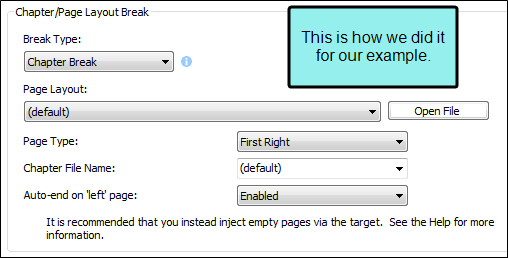 Chapter/Page Layout Break
This is how we did it
for our example.
Break Type:
Chapter Break
Page Layout:
(default)
Open File
Page Type:
First Right
Chapter File Name:
(default)
Auto-end on 'left' page:
Enabled
It is recommended that you instead inject empty pages via the target. See the Help for more
information.